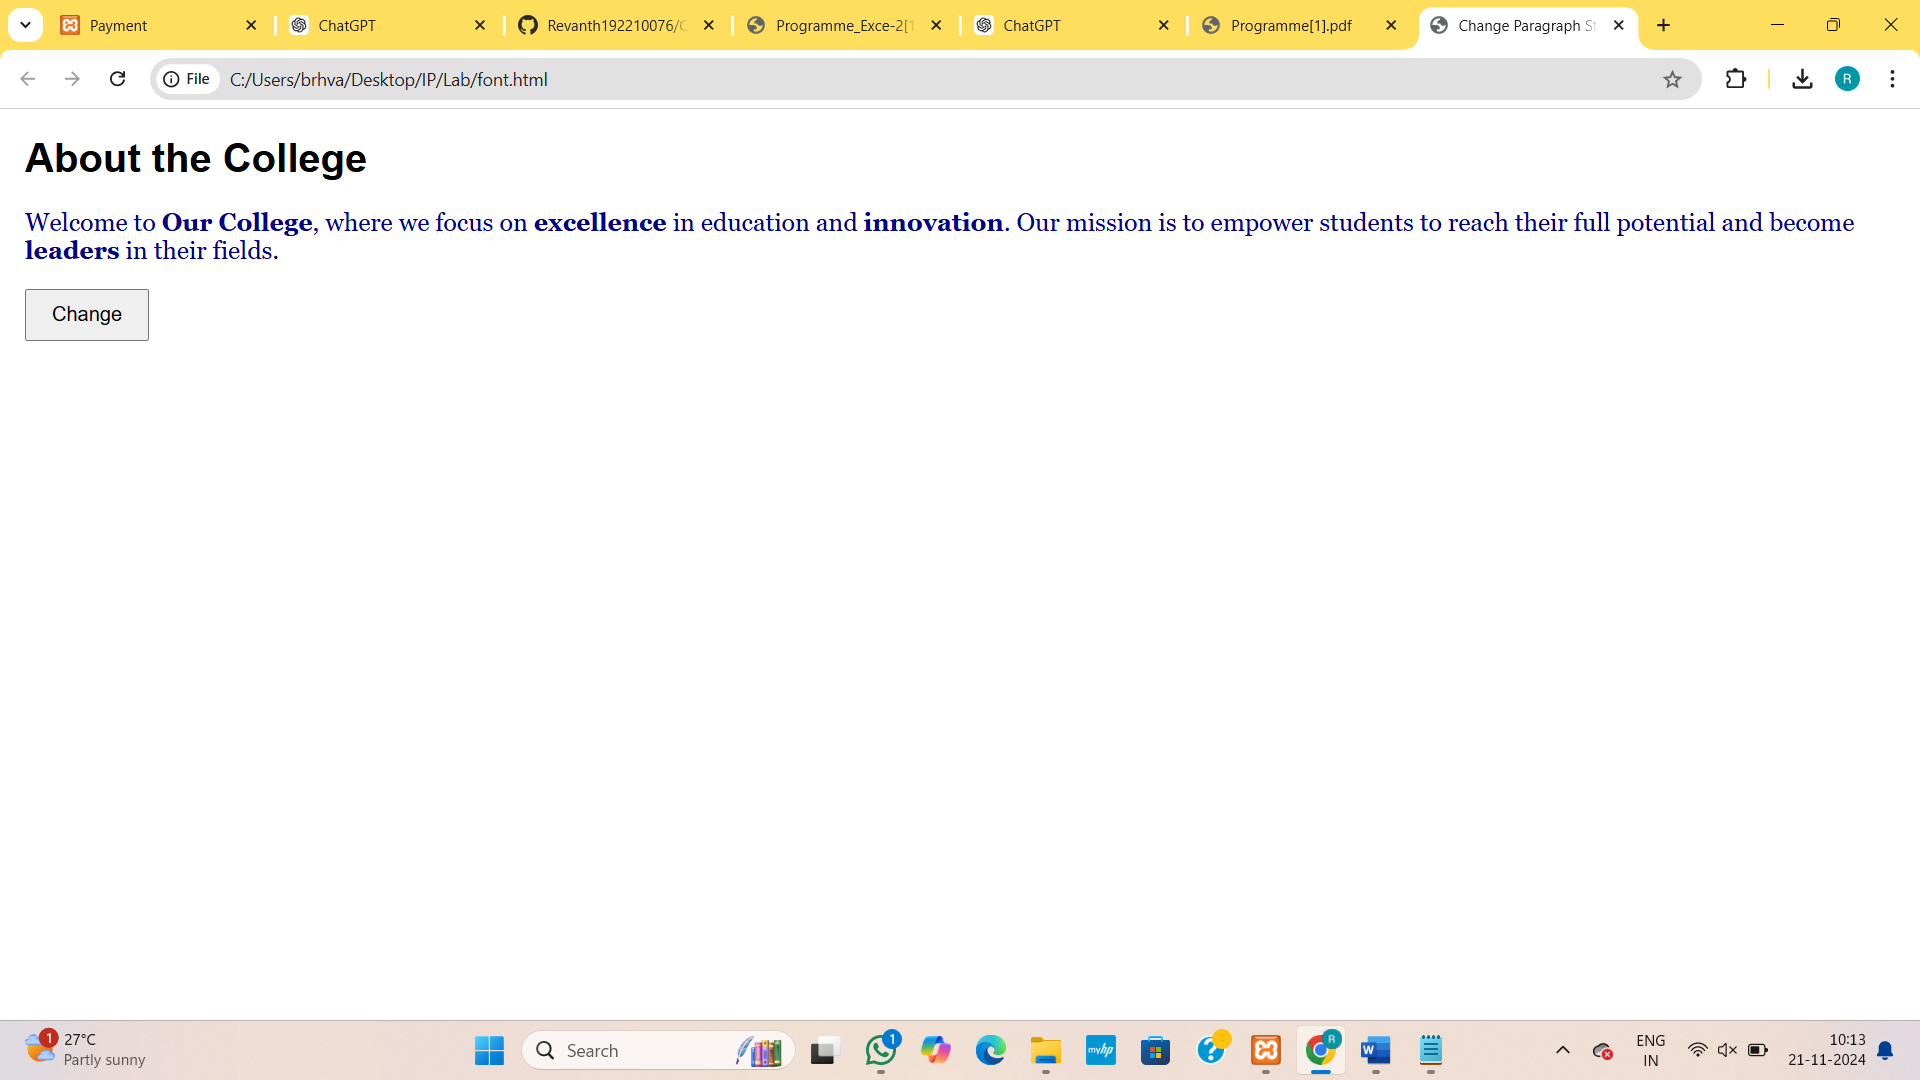 Payment
ChatGPT
Revanth192210076/C
Programme_Exce-2[1
ChatGPT
Programme[1].pdf
Change Paragraph St
File
C:/Users/brhva/Desktop/IP/Lab/font.html
R
About the College
Welcome to Our College, where we focus on excellence in education and innovation. Our mission is to empower students to reach their full potential and become
leaders in their fields.
Change
1
27°C
Partly sunny
Search
1
myhp
?
R
W
ENG
IN
10:13
21-11-2024